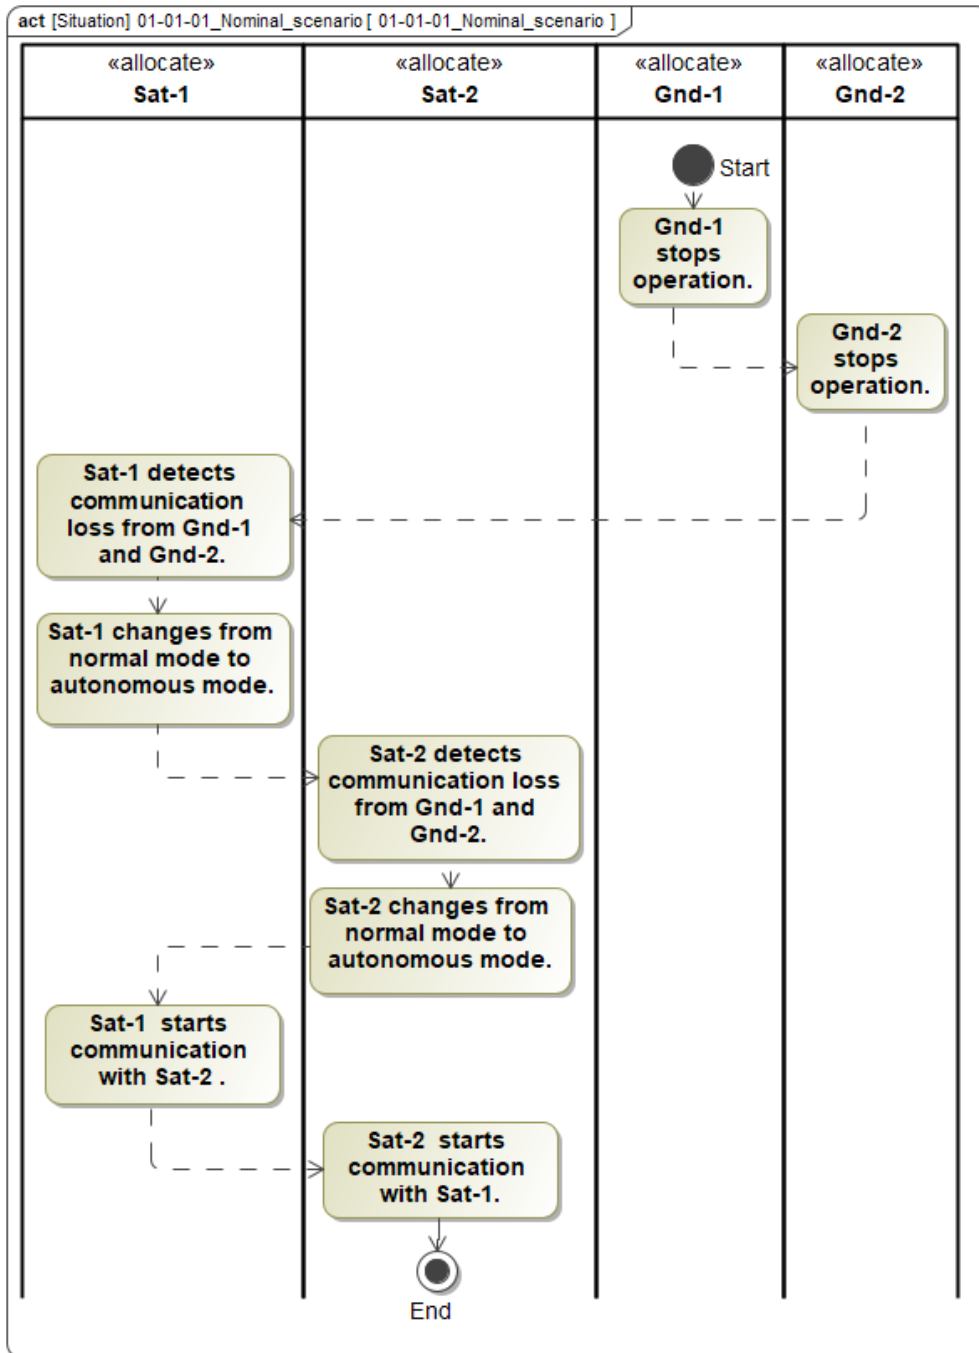 act [Situation] 01-01-01_Nominal_scenario [ 01-01-01_Nominal_scenario ]
«allocate»
Sat-1
«allocate»
Sat-2
«allocate»
Gnd-1
«allocate»
Gnd-2
Start
Gnd-1
stops
operation.
Gnd-2
stops
operation.
Sat-1 detects
communication
loss from Gnd-1
and Gnd-2.
Sat-1 changes from
normal mode to
autonomous mode.
Sat-2 detects
communication loss
from Gnd-1 and
Gnd-2.
Sat-2 changes from
normal mode to
autonomous mode.
Sat-1  starts
communication
with Sat-2 .
Sat-2  starts
communication
with Sat-1.
End